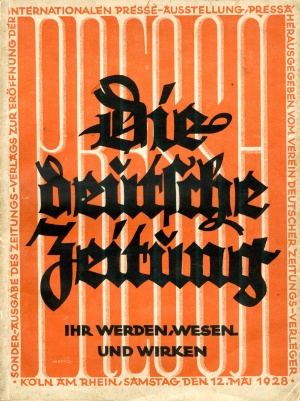 INTERNATIONALEN PRESSE-AUSSTELLUNG, PRESSA
HERAUSGEGEBEN VOM VEREIN DEUTSCHER ZEITUNGS-VERLEGER
SONDER-AUSGABE DES ZEITUNGS-VERLAGS ZUR ERÖFFNUNG DER
PRESSA
Die
deutsche
Zeitung
IHR WERDEN, WESEN
UND WIRKEN
KÖLN AM RHEIN, SAMSTAG DEN 12. MAI 1928